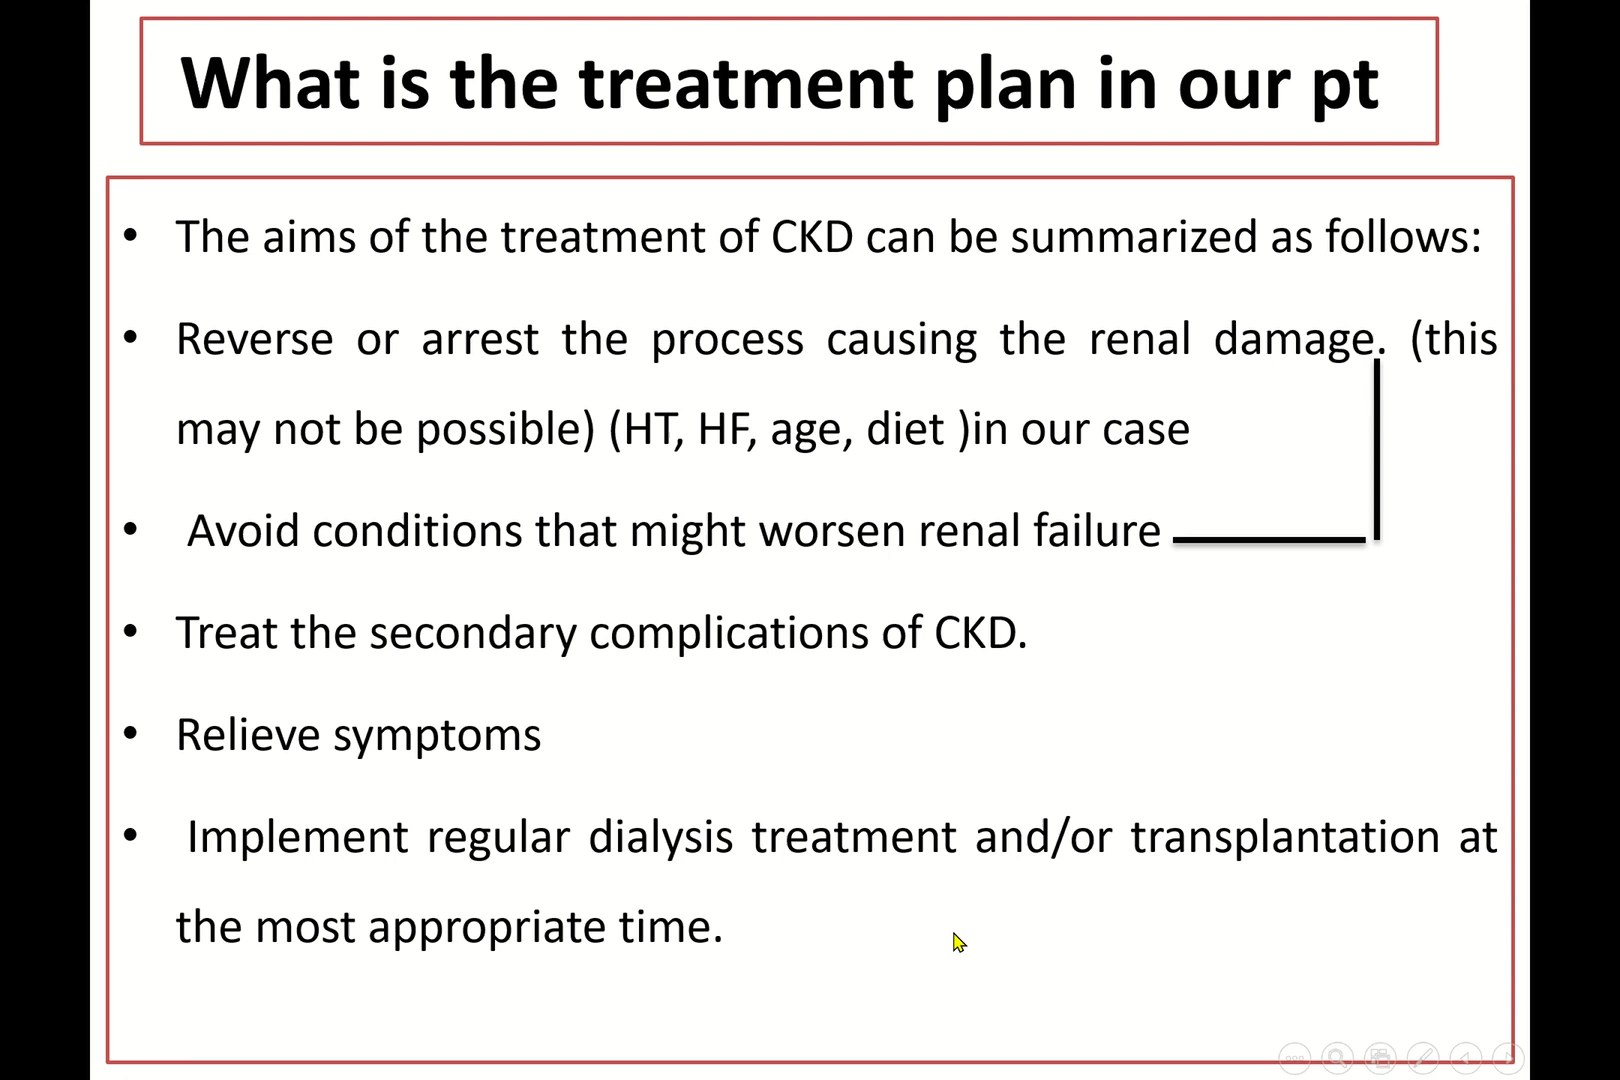 What is the treatment plan in our pt
• The aims of the treatment of CKD can be summarized as follows:
• Reverse or arrest the process causing the renal damage. (this
may not be possible) (HT, HF, age, diet )in our case
• Avoid conditions that might worsen renal failure
• Treat the secondary complications of CKD.
• Relieve symptoms
• Implement regular dialysis treatment and/or transplantation at
the most appropriate time.